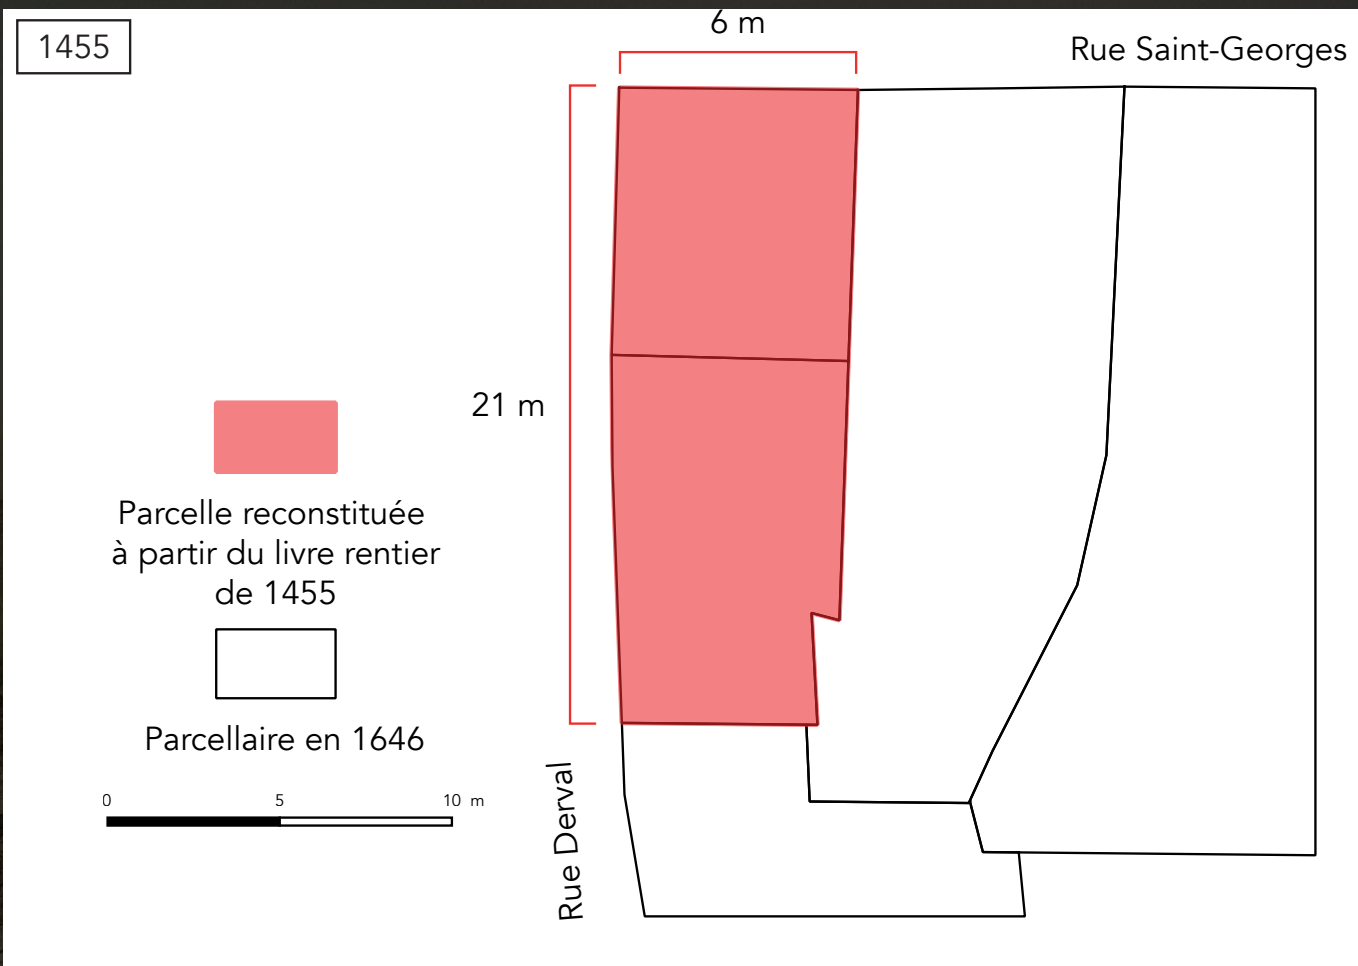 1455
6 m
Rue Saint-Georges
21 m
Parcelle reconstituée
à partir du livre rentier
de 1455
Parcellaire en 1646
0 5 10 m
Rue Derval